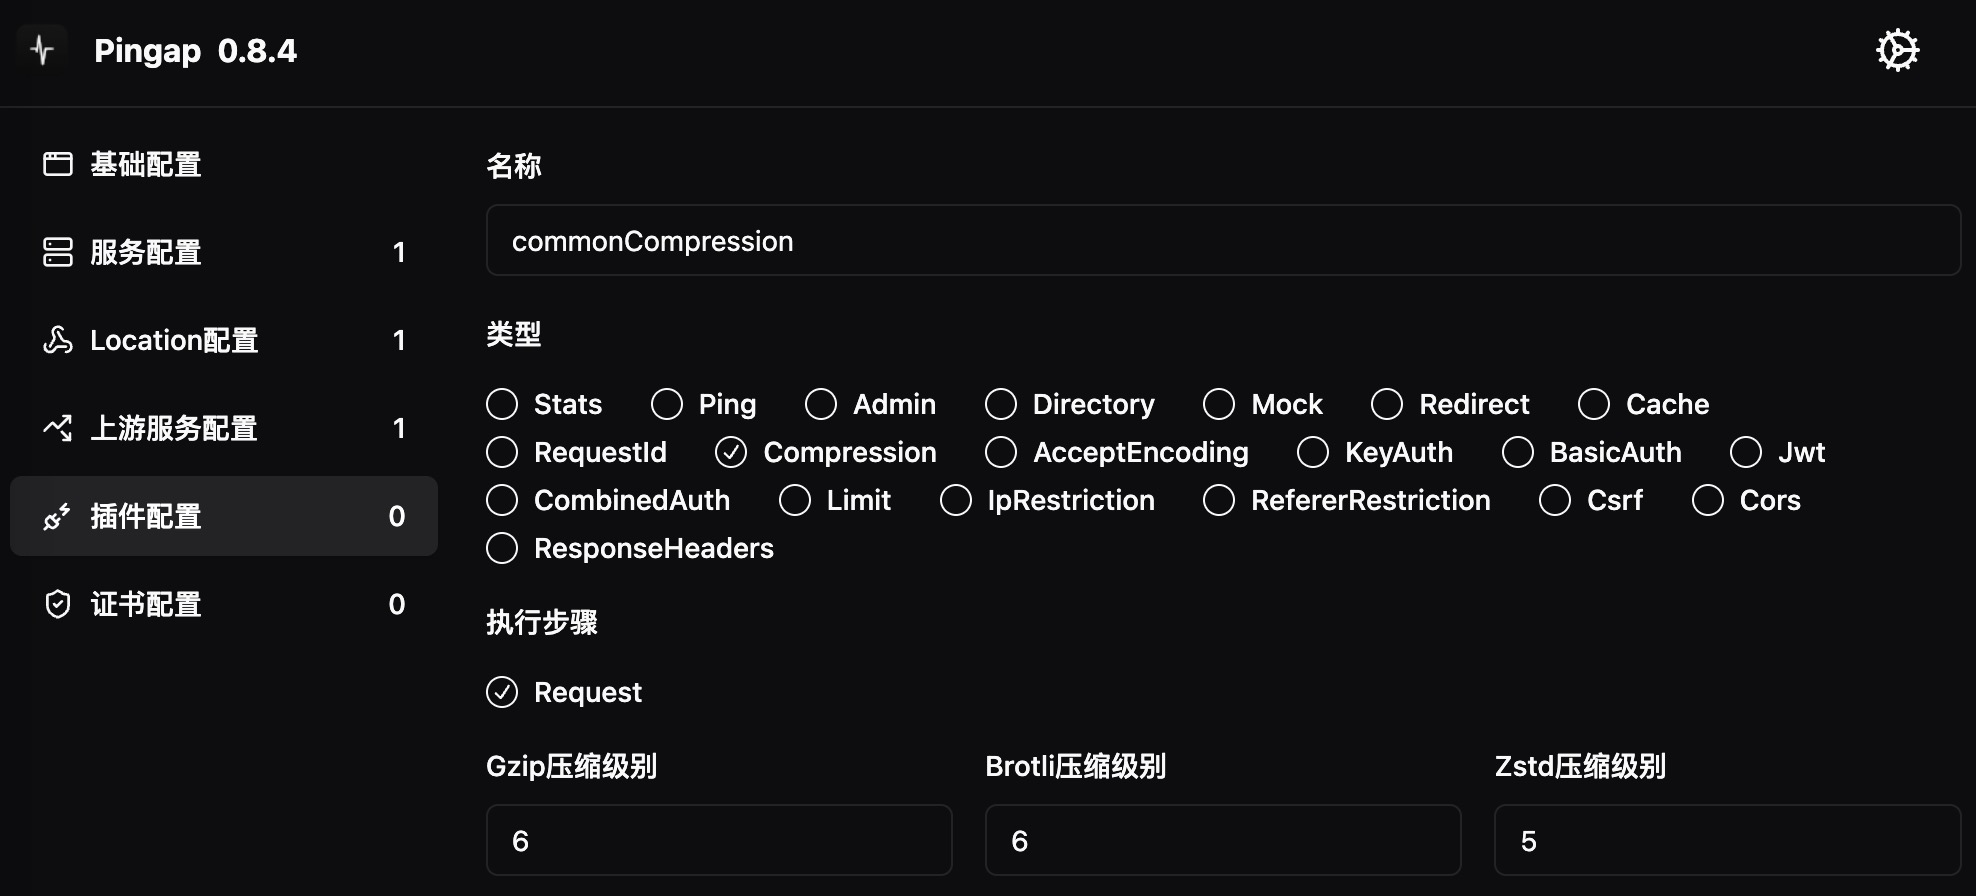 Pingap 0.8.4
基础配置
服务配置 1
Location配置 1
上游服务配置 1
插件配置 0
证书配置 0
名称
commonCompression
类型
Stats Ping Admin Directory Mock Redirect Cache
RequestId Compression AcceptEncoding KeyAuth BasicAuth Jwt
CombinedAuth Limit IpRestriction RefererRestriction Csrf Cors
ResponseHeaders
执行步骤
Request
Gzip压缩级别 Brotli压缩级别 Zstd压缩级别
6 6 5